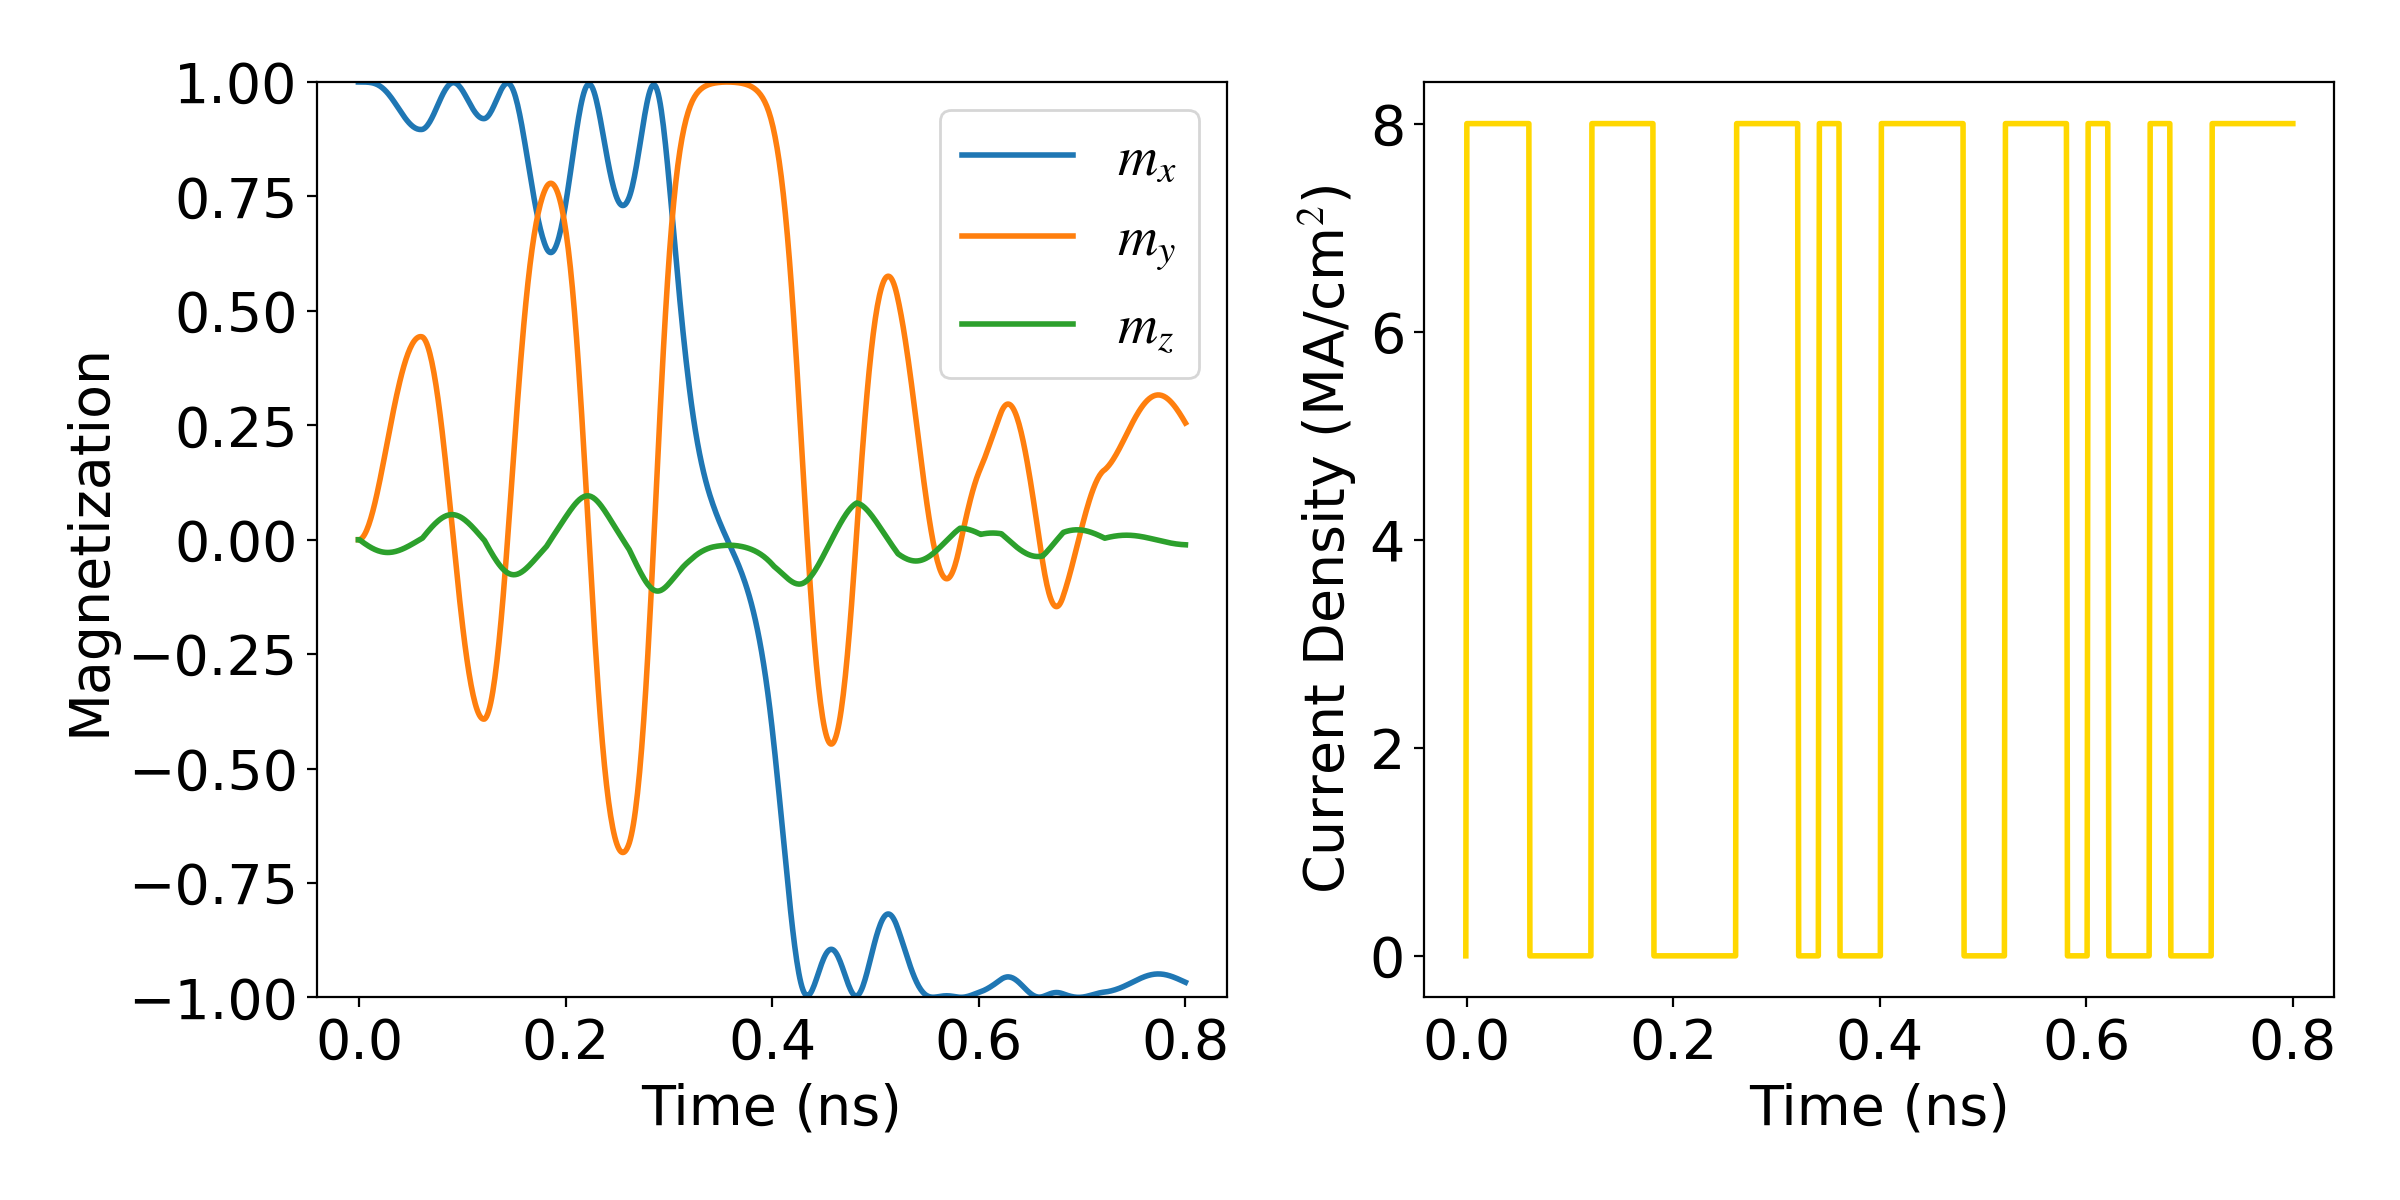 1.00
0.75
0.50
0.25
0.00
−0.25
−0.50
−0.75
−1.00
Magnetization
0.0 0.2 0.4 0.6 0.8
Time (ns)
m_x
m_y
m_z
8
6
4
2
0
Current Density (MA/cm²)
0.0 0.2 0.4 0.6 0.8
Time (ns)